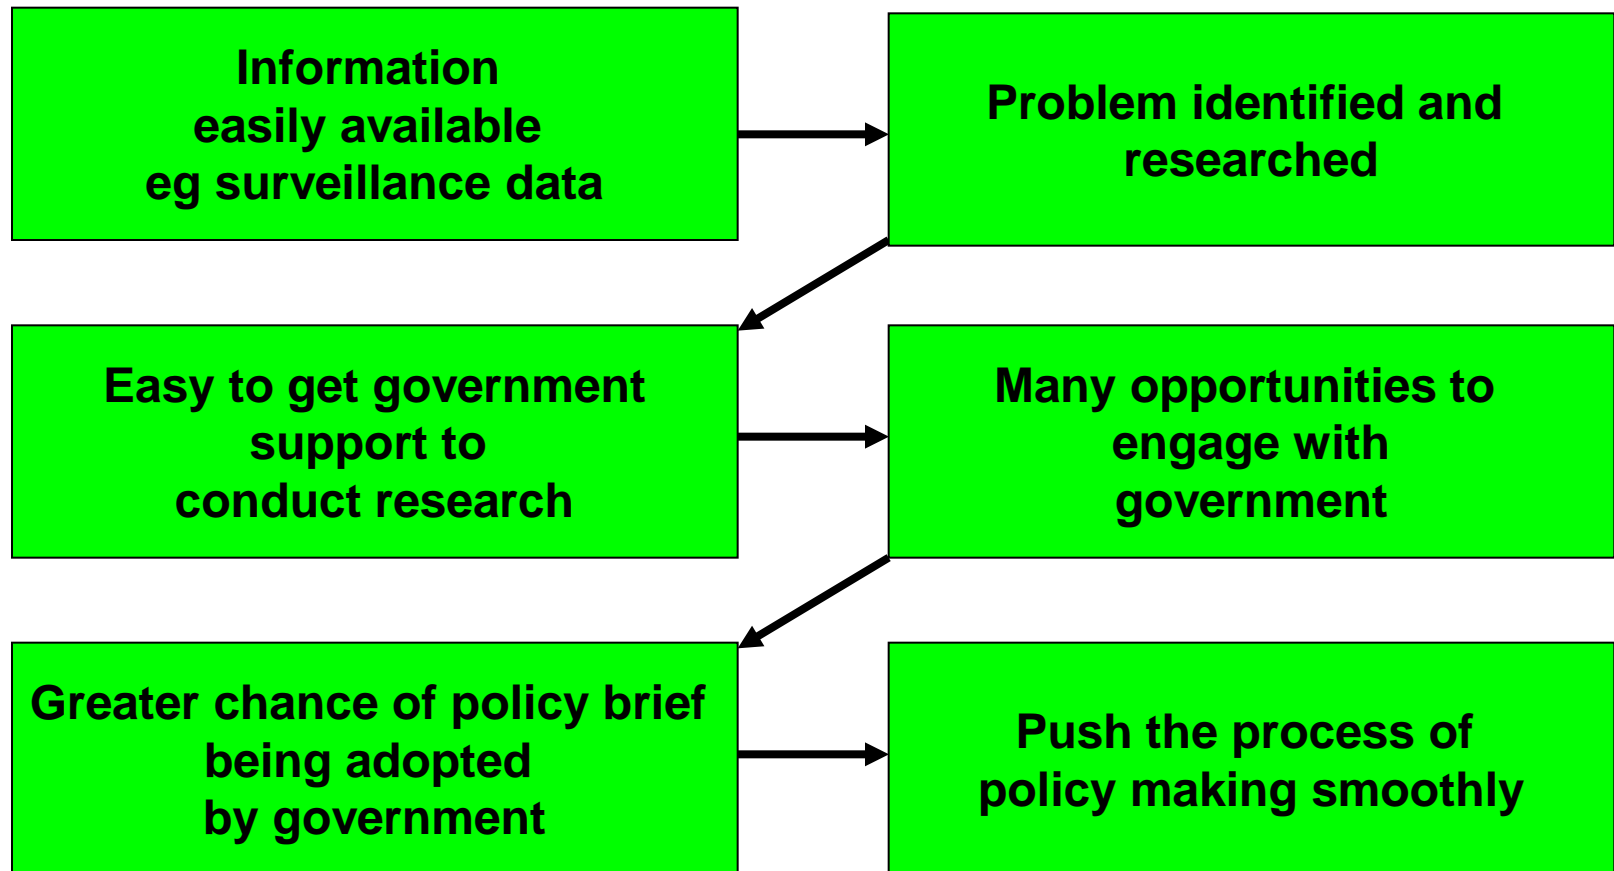 Information
easily available
eg surveillance data
Problem identified and
researched
Easy to get government
support to
conduct research
Many opportunities to
engage with
government
Greater chance of policy brief
being adopted
by government
Push the process of
policy making smoothly